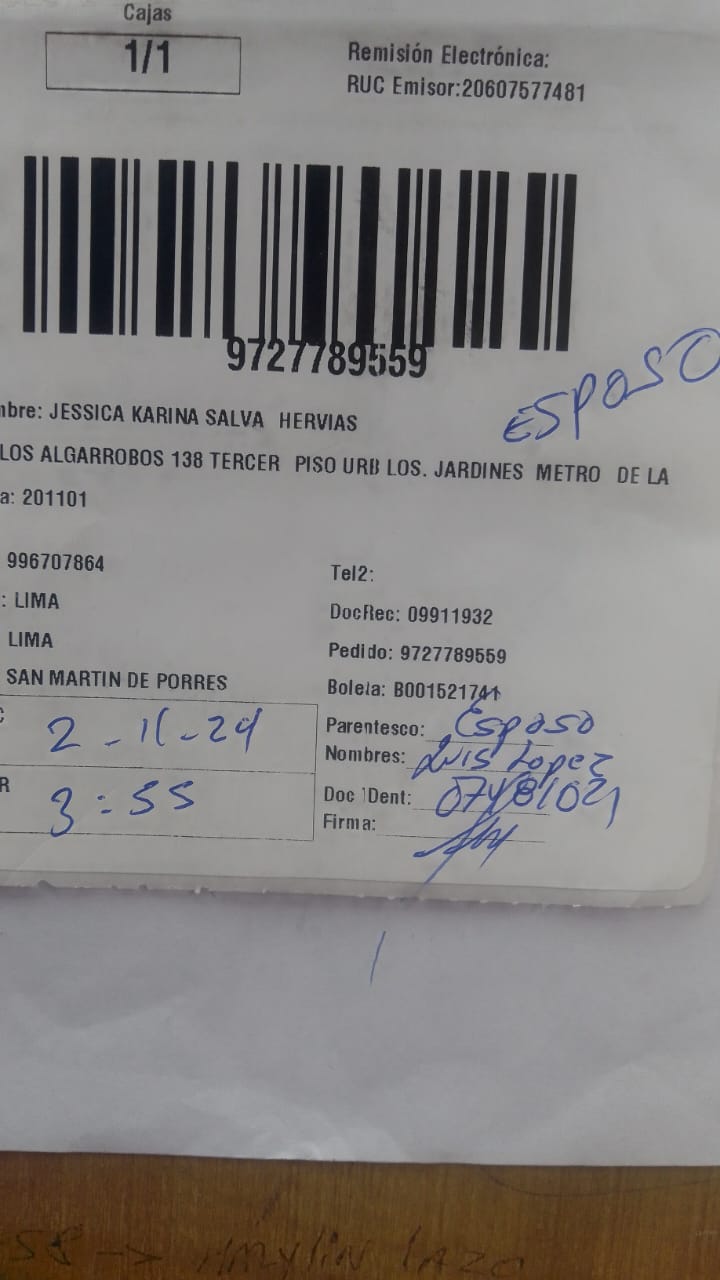 Cajas
1/1
Remisión Electrónica:
RUC Emisor:20607577481
9727789559
ESPOSO
mbre: JESSICA KARINA SALVA HERVIAS
LOS ALGARROBOS 138 TERCER PISO URB LOS. JARDINES METRO DE LA
a: 201101
996707864
Tel2:
: LIMA
DocRec: 09911932
LIMA
Pedido: 9727789559
SAN MARTIN DE PORRES
Boleta: B001521741
2-11-24
Parentesco: Esposo
Nombres: Luis Lopez
R
3:55
Doc IDent:
Firma: